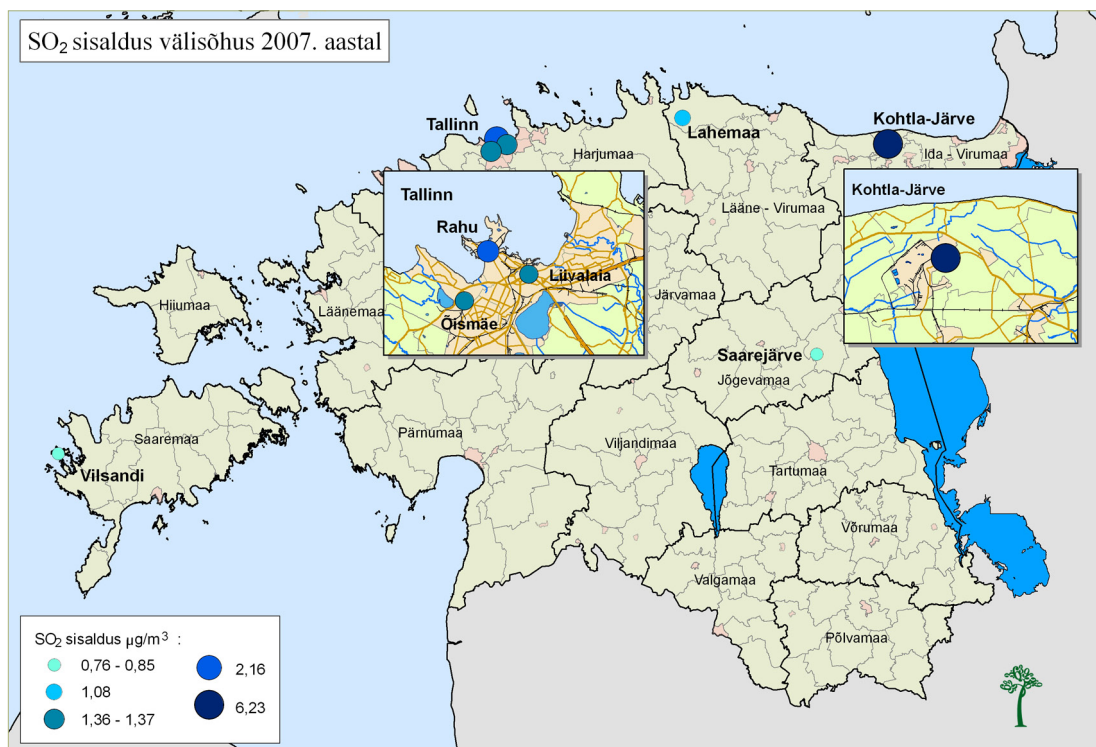 SO₂ sisaldus välisõhus 2007. aastal
Tallinn
Lahemaa
Kohtla-Järve
Harjumaa
Ida - Virumaa
Lääne - Virumaa
Tallinn
Rahu
Liivalaia
Õismäe
Kohtla-Järve
Hiiumaa
Läänemaa
Järvamaa
Saarejärve
Jõgevamaa
Saaremaa
Vilsandi
Pärnumaa
Viljandimaa
Tartumaa
Võrumaa
Valgamaa
Põlvamaa
SO₂ sisaldus µg/m³ :
0,76 - 0,85
1,08
1,36 - 1,37
2,16
6,23